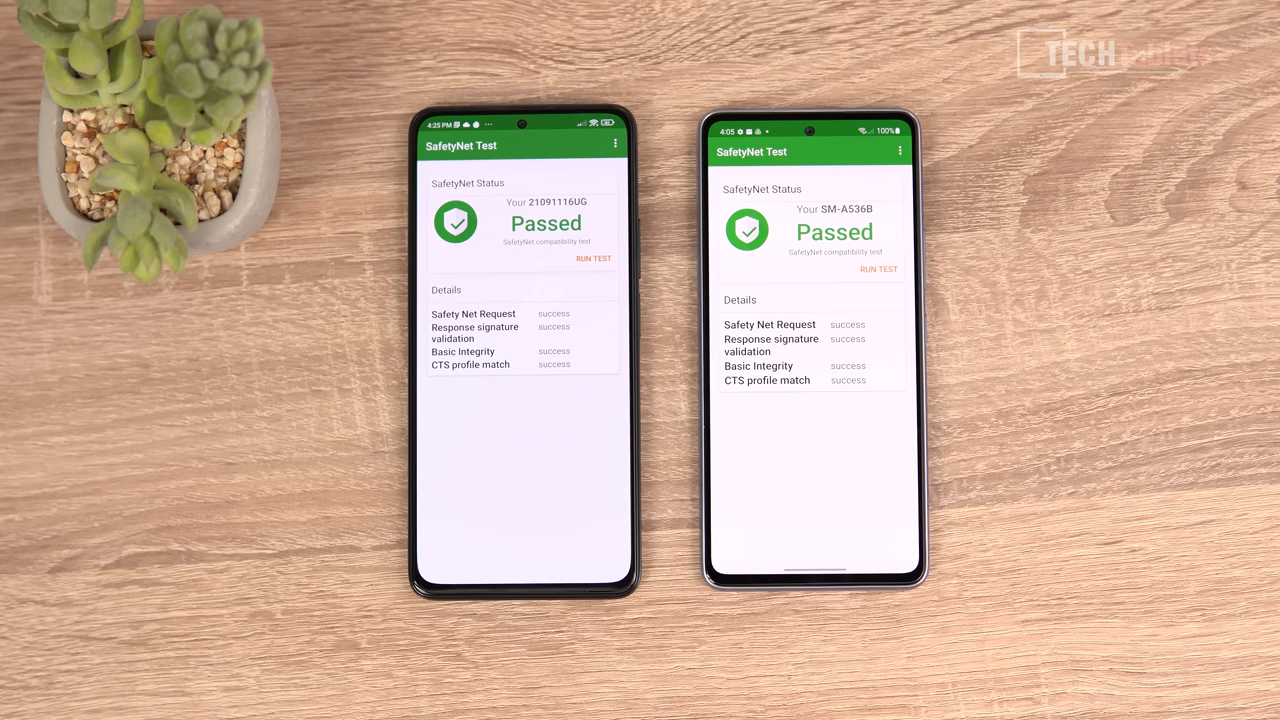 TECHTablets
4:25 PM
SafetyNet Test
SafetyNet Status
Your 21091116UG
Passed
SafetyNet compatibility test
RUN TEST
Details
Safety Net Request success
Response signature success
validation
Basic Integrity success
CTS profile match success
4:05 100%
SafetyNet Test
SafetyNet Status
Your SM-A536B
Passed
SafetyNet compatibility test
RUN TEST
Details
Safety Net Request success
Response signature success
validation
Basic Integrity success
CTS profile match success